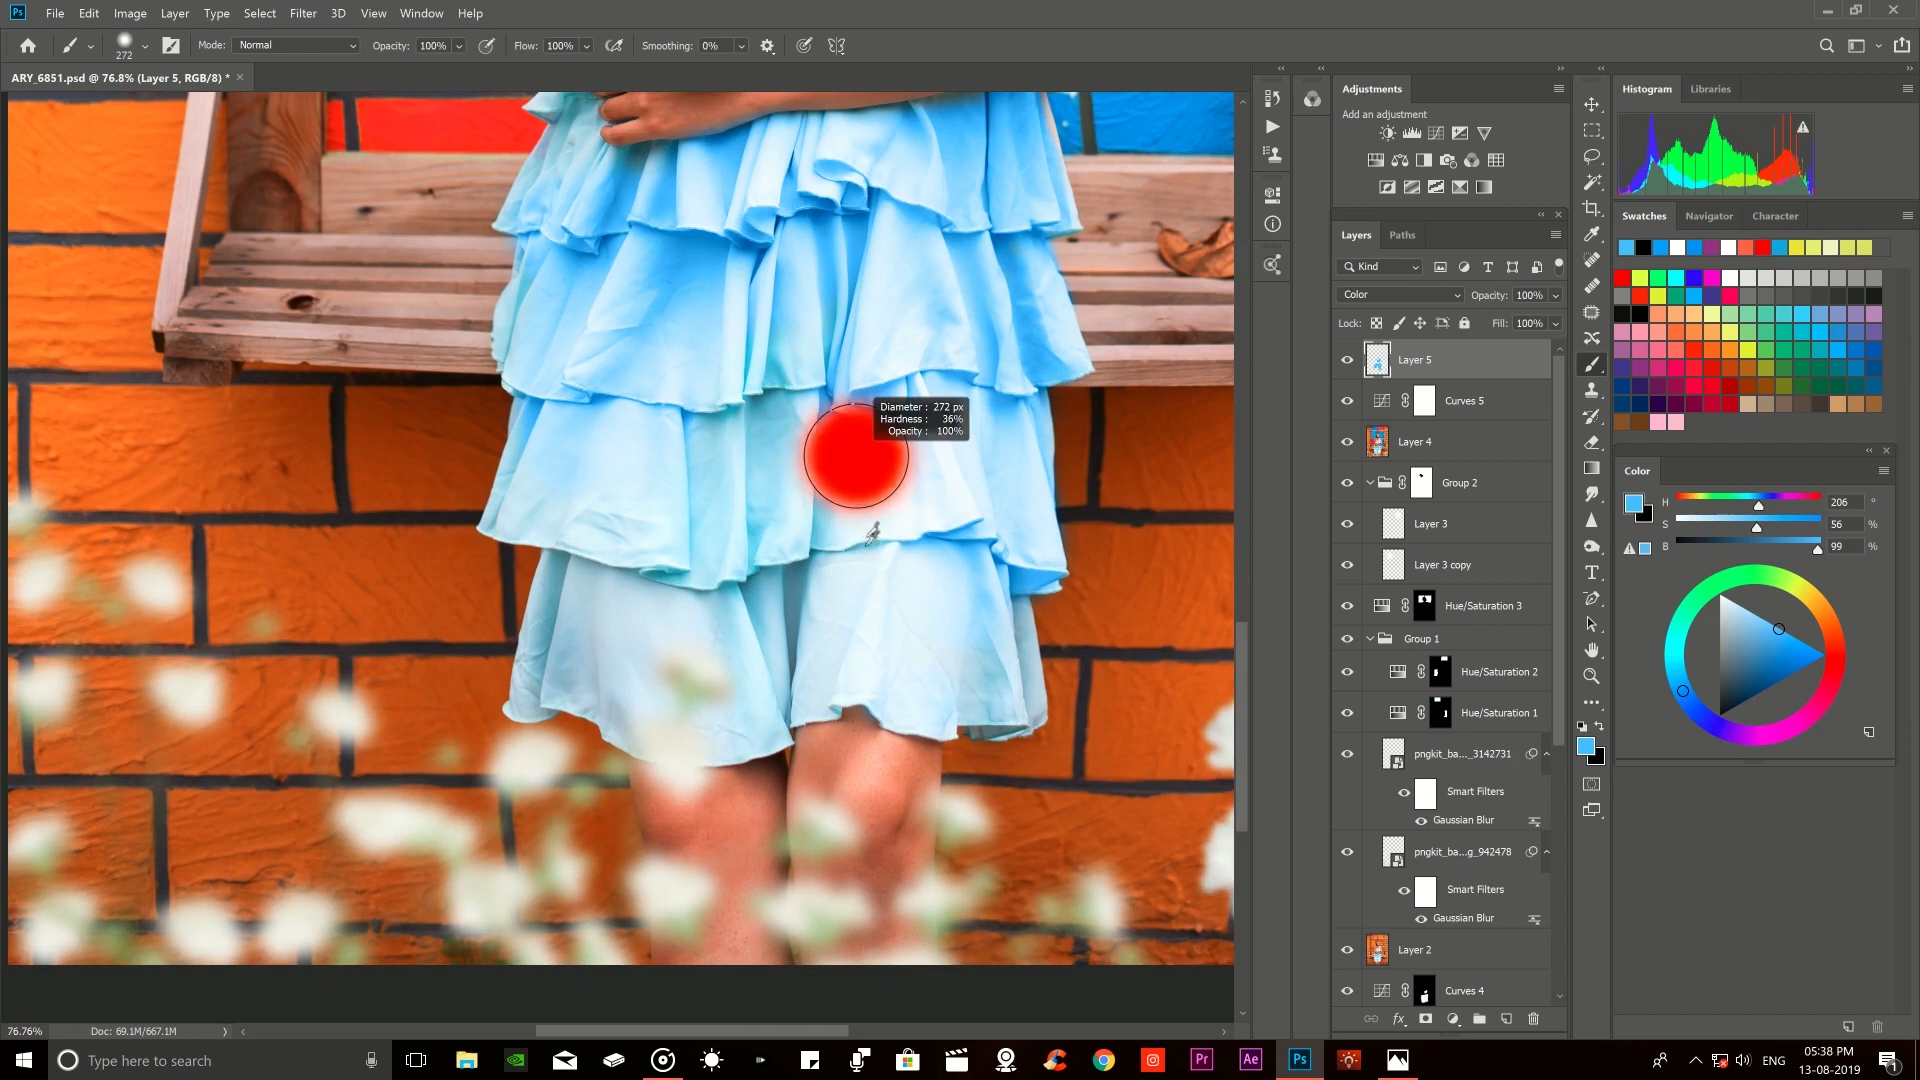 Ps
File Edit Image Layer Type Select Filter 3D View Window Help
272
Mode: Normal Opacity: 100% Flow: 100% Smoothing: 0%
ARY_6851.psd @ 76.8% (Layer 5, RGB/8) * ×
Adjustments
Add an adjustment
Histogram Libraries
Swatches Navigator Character
Layers Paths
Kind
Color Opacity: 100%
Lock: Fill: 100%
Layer 5
Curves 5
Layer 4
Group 2
Layer 3
Layer 3 copy
Hue/Saturation 3
Group 1
Hue/Saturation 2
Hue/Saturation 1
pngkit_ba..._3142731
Smart Filters
Gaussian Blur
pngkit_ba...g_942478
Smart Filters
Gaussian Blur
Layer 2
Curves 4
fx
Diameter : 272 px
Hardness : 36%
Opacity : 100%
Color
H 206 °
S 56 %
B 99 %
76.76% Doc: 69.1M/667.1M
Type here to search
Pr Ae Ps
ENG
05:38 PM
13-08-2019
1